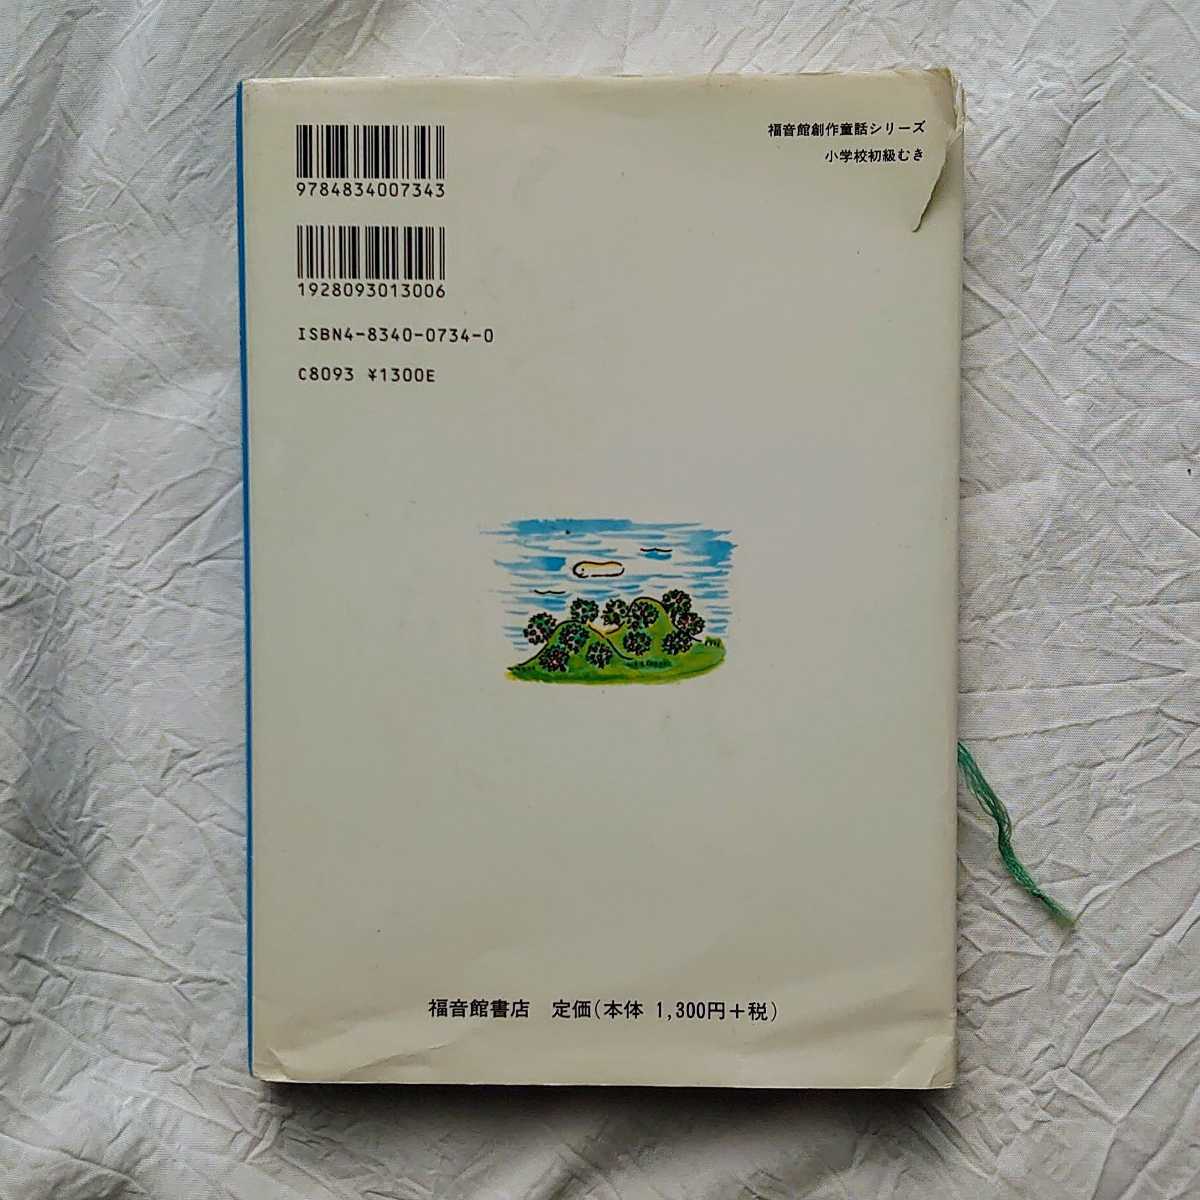 9784834007343
1928093013006
ISBN4-8340-0734-0
C8093 ¥1300E
福音館創作童話シリーズ
小学校初級むき
福音館書店 定価(本体 1,300円+税)